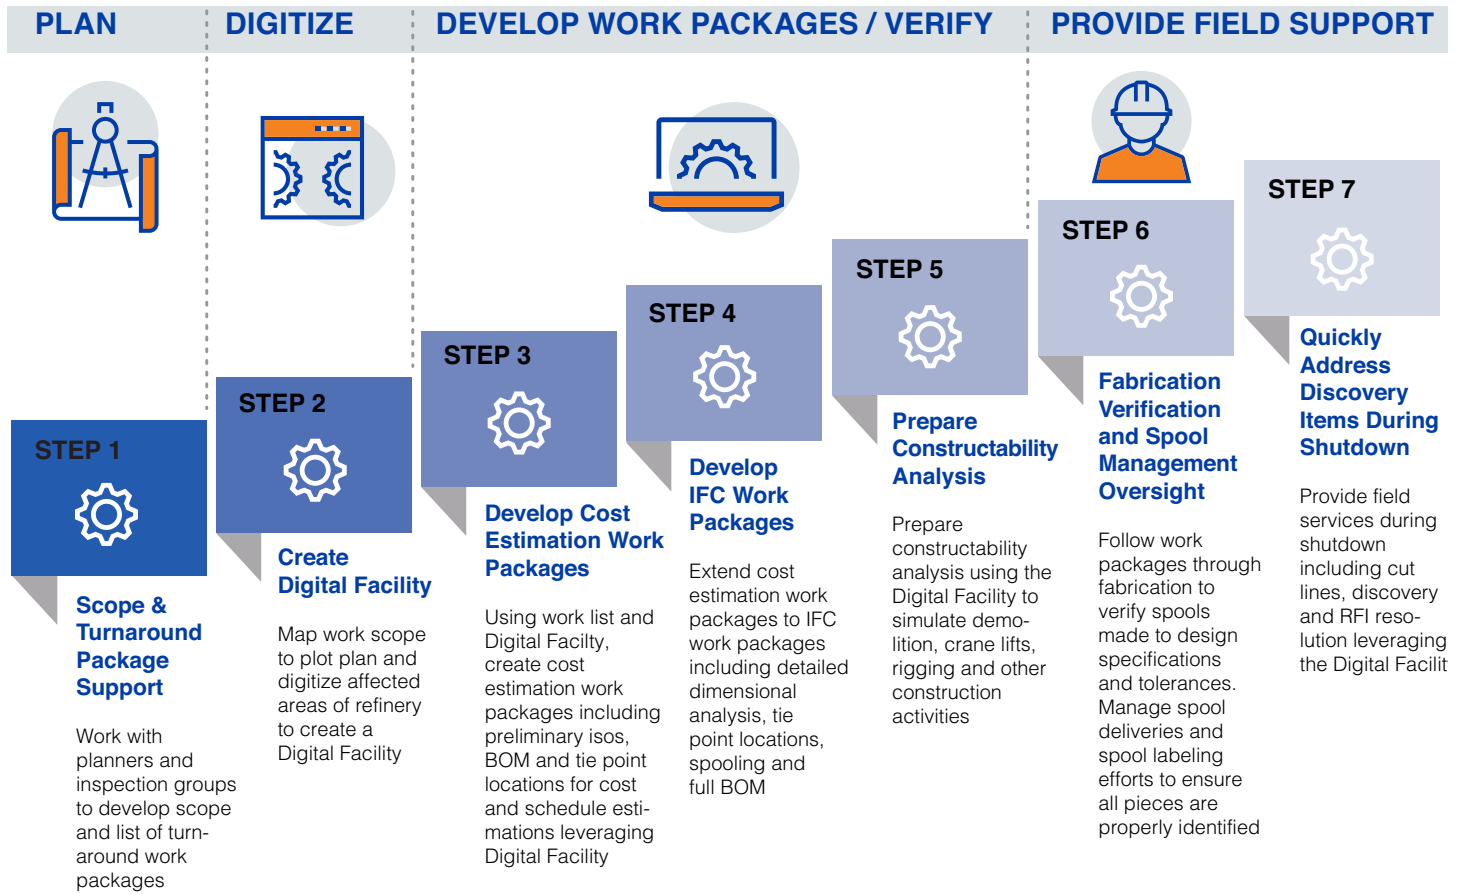 PLAN
DIGITIZE
DEVELOP WORK PACKAGES / VERIFY
PROVIDE FIELD SUPPORT
STEP 1
Scope &
Turnaround
Package
Support
Work with
planners and
inspection groups
to develop scope
and list of turn-
around work
packages
STEP 2
Create
Digital Facility
Map work scope
to plot plan and
digitize affected
areas of refinery
to create a
Digital Facility
STEP 3
Develop Cost
Estimation Work
Packages
Using work list and
Digital Facilty,
create cost
estimation work
packages including
preliminary isos,
BOM and tie point
locations for cost
and schedule esti-
mations leveraging
Digital Facility
STEP 4
Develop
IFC Work
Packages
Extend cost
estimation work
packages to IFC
work packages
including detailed
dimensional
analysis, tie
point locations,
spooling and
full BOM
STEP 5
Prepare
Constructability
Analysis
Prepare
constructability
analysis using the
Digital Facility to
simulate demo-
lition, crane lifts,
rigging and other
construction
activities
STEP 6
Fabrication
Verification
and Spool
Management
Oversight
Follow work
packages through
fabrication to
verify spools
made to design
specifications
and tolerances.
Manage spool
deliveries and
spool labeling
efforts to ensure
all pieces are
properly identified
STEP 7
Quickly
Address
Discovery
Items During
Shutdown
Provide field
services during
shutdown
including cut
lines, discovery
and RFI reso-
lution leveraging
the Digital Facilit